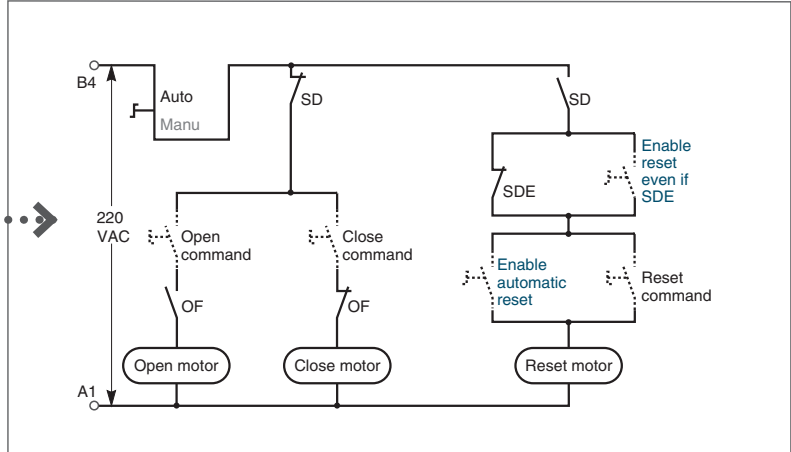 B4
Auto
Manu
SD
SD
Enable
reset
even if
SDE
SDE
220
VAC
Open
command
Close
command
Enable
automatic
reset
Reset
command
OF
OF
Open motor
Close motor
Reset motor
A1